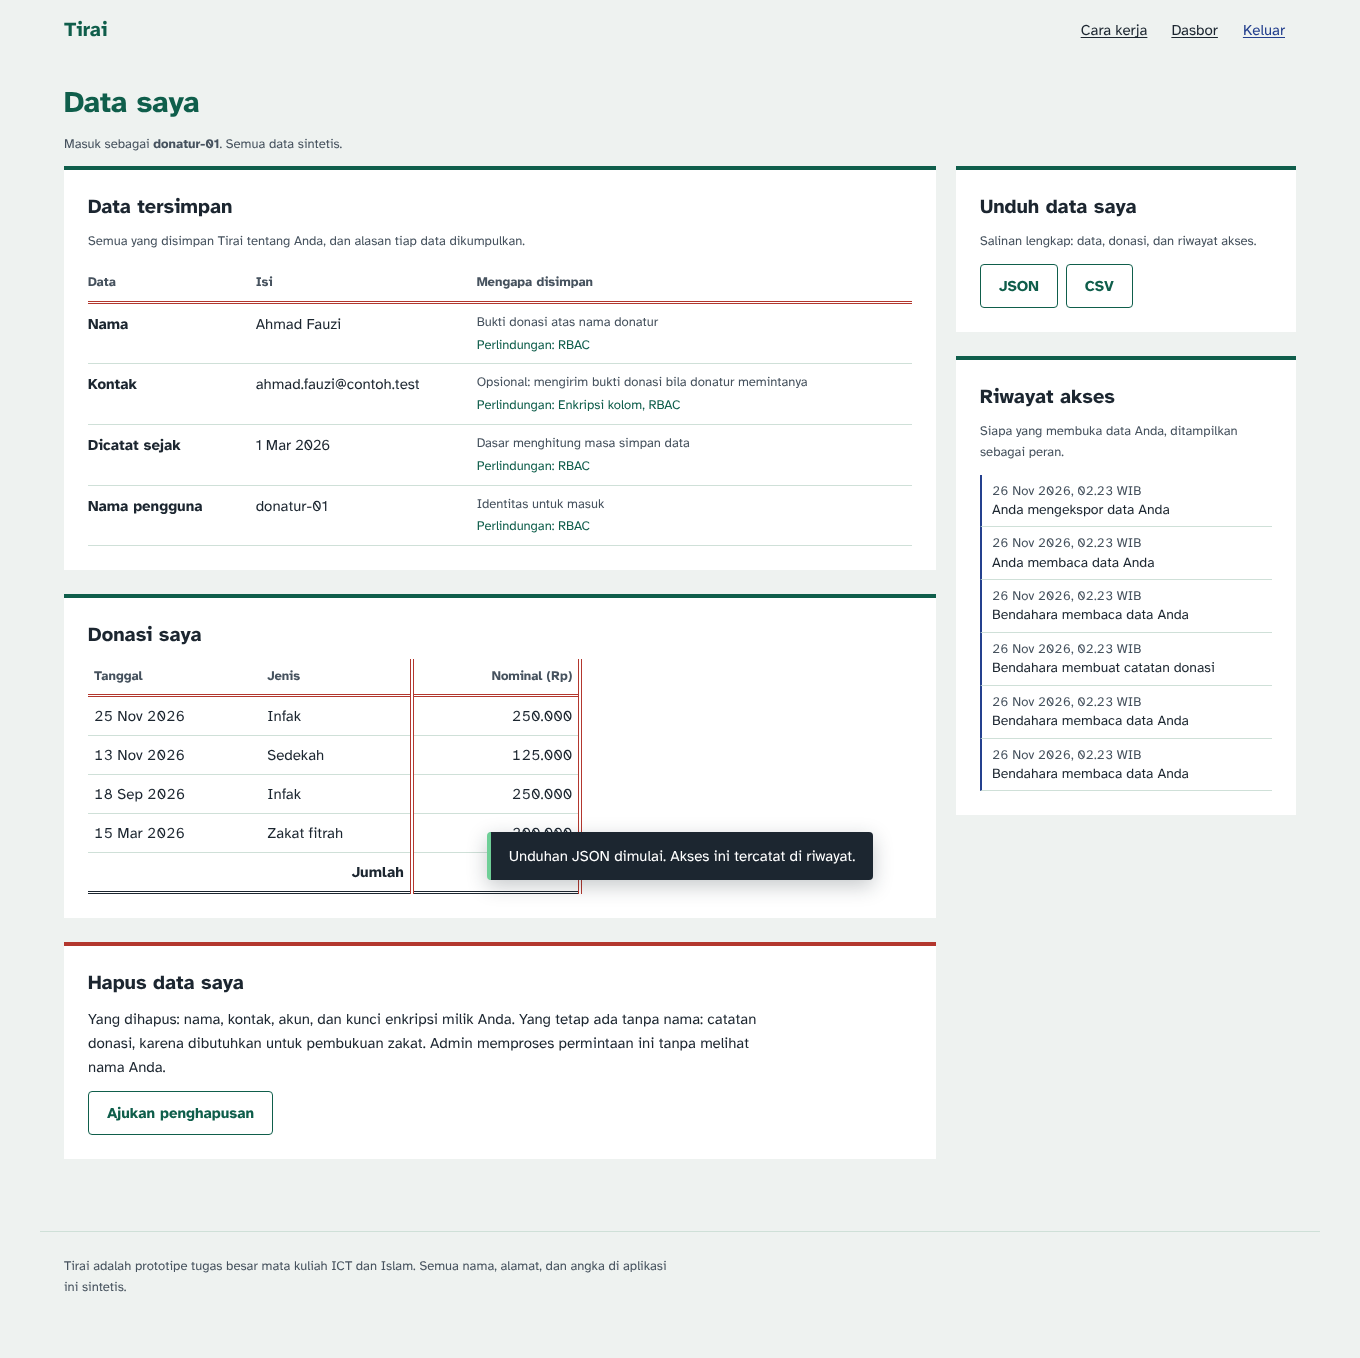 Tirai
Cara kerja Dasbor Keluar
Data saya
Masuk sebagai donatur-01. Semua data sintetis.
Data tersimpan
Semua yang disimpan Tirai tentang Anda, dan alasan tiap data dikumpulkan.
Data Isi Mengapa disimpan
Nama Ahmad Fauzi Bukti donasi atas nama donatur
Perlindungan: RBAC
Kontak ahmad.fauzi@contoh.test Opsional: mengirim bukti donasi bila donatur memintanya
Perlindungan: Enkripsi kolom, RBAC
Dicatat sejak 1 Mar 2026 Dasar menghitung masa simpan data
Perlindungan: RBAC
Nama pengguna donatur-01 Identitas untuk masuk
Perlindungan: RBAC
Donasi saya
Tanggal Jenis Nominal (Rp)
25 Nov 2026 Infak 250.000
13 Nov 2026 Sedekah 125.000
18 Sep 2026 Infak 250.000
15 Mar 2026 Zakat fitrah
Jumlah
Unduhan JSON dimulai. Akses ini tercatat di riwayat.
Hapus data saya
Yang dihapus: nama, kontak, akun, dan kunci enkripsi milik Anda. Yang tetap ada tanpa nama: catatan
donasi, karena dibutuhkan untuk pembukuan zakat. Admin memproses permintaan ini tanpa melihat
nama Anda.
Ajukan penghapusan
Unduh data saya
Salinan lengkap: data, donasi, dan riwayat akses.
JSON CSV
Riwayat akses
Siapa yang membuka data Anda, ditampilkan
sebagai peran.
26 Nov 2026, 02.23 WIB
Anda mengekspor data Anda
26 Nov 2026, 02.23 WIB
Anda membaca data Anda
26 Nov 2026, 02.23 WIB
Bendahara membaca data Anda
26 Nov 2026, 02.23 WIB
Bendahara membuat catatan donasi
26 Nov 2026, 02.23 WIB
Bendahara membaca data Anda
26 Nov 2026, 02.23 WIB
Bendahara membaca data Anda
Tirai adalah prototipe tugas besar mata kuliah ICT dan Islam. Semua nama, alamat, dan angka di aplikasi
ini sintetis.